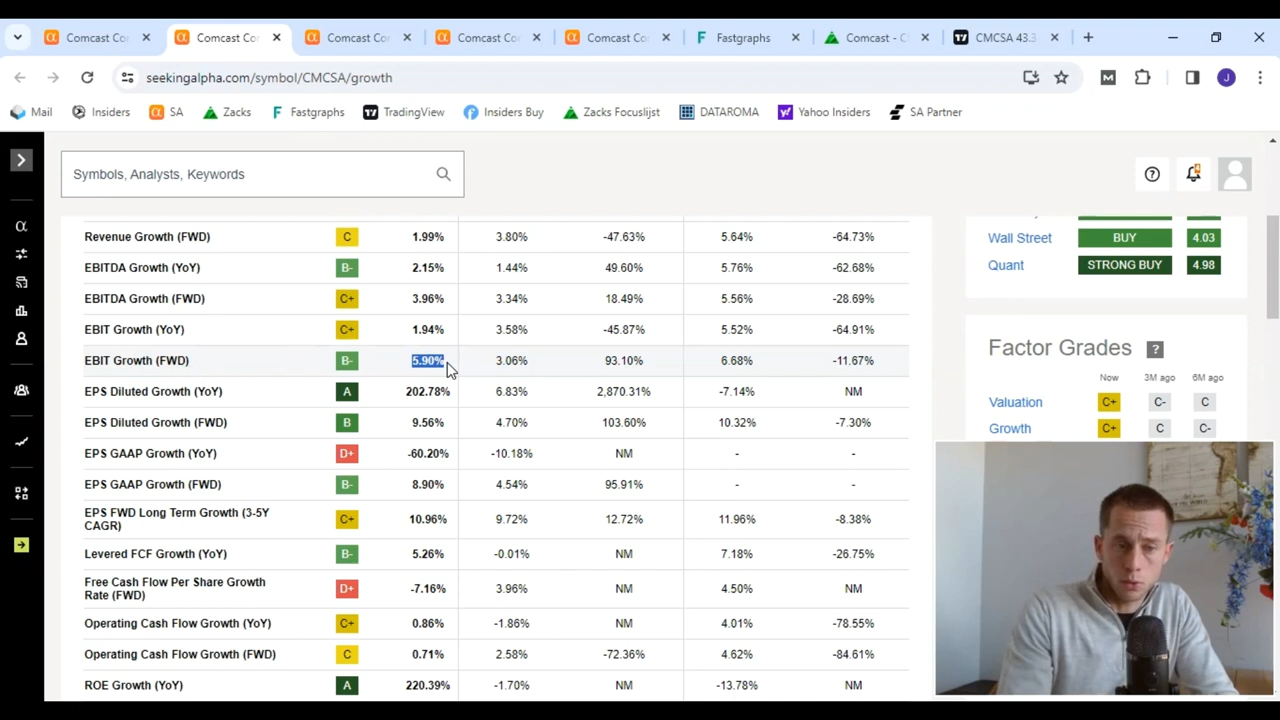 Comcast Co
Comcast Co
Comcast Co
Comcast Co
Comcast Co
Fastgraphs
Comcast - C
CMCSA 43.3
seekingalpha.com/symbol/CMCSA/growth
M
J
Mail
Insiders
SA
Zacks
Fastgraphs
TradingView
Insiders Buy
Zacks Focuslijst
DATAROMA
Yahoo Insiders
SA Partner
Symbols, Analysts, Keywords
Revenue Growth (FWD) C 1.99% 3.80% -47.63% 5.64% -64.73%
EBITDA Growth (YoY) B- 2.15% 1.44% 49.60% 5.76% -62.68%
EBITDA Growth (FWD) C+ 3.96% 3.34% 18.49% 5.56% -28.69%
EBIT Growth (YoY) C+ 1.94% 3.58% -45.87% 5.52% -64.91%
EBIT Growth (FWD) B- 5.90% 3.06% 93.10% 6.68% -11.67%
EPS Diluted Growth (YoY) A 202.78% 6.83% 2,870.31% -7.14% NM
EPS Diluted Growth (FWD) B 9.56% 4.70% 103.60% 10.32% -7.30%
EPS GAAP Growth (YoY) D+ -60.20% -10.18% NM - -
EPS GAAP Growth (FWD) B- 8.90% 4.54% 95.91% - -
EPS FWD Long Term Growth (3-5Y
CAGR) C+ 10.96% 9.72% 12.72% 11.96% -8.38%
Levered FCF Growth (YoY) B- 5.26% -0.01% NM 7.18% -26.75%
Free Cash Flow Per Share Growth
Rate (FWD) D+ -7.16% 3.96% NM 4.50% NM
Operating Cash Flow Growth (YoY) C+ 0.86% -1.86% NM 4.01% -78.55%
Operating Cash Flow Growth (FWD) C 0.71% 2.58% -72.36% 4.62% -84.61%
ROE Growth (YoY) A 220.39% -1.70% NM -13.78% NM
Wall Street BUY 4.03
Quant STRONG BUY 4.98
Factor Grades ?
Now 3M ago 6M ago
Valuation C+ C- C
Growth C+ C C-